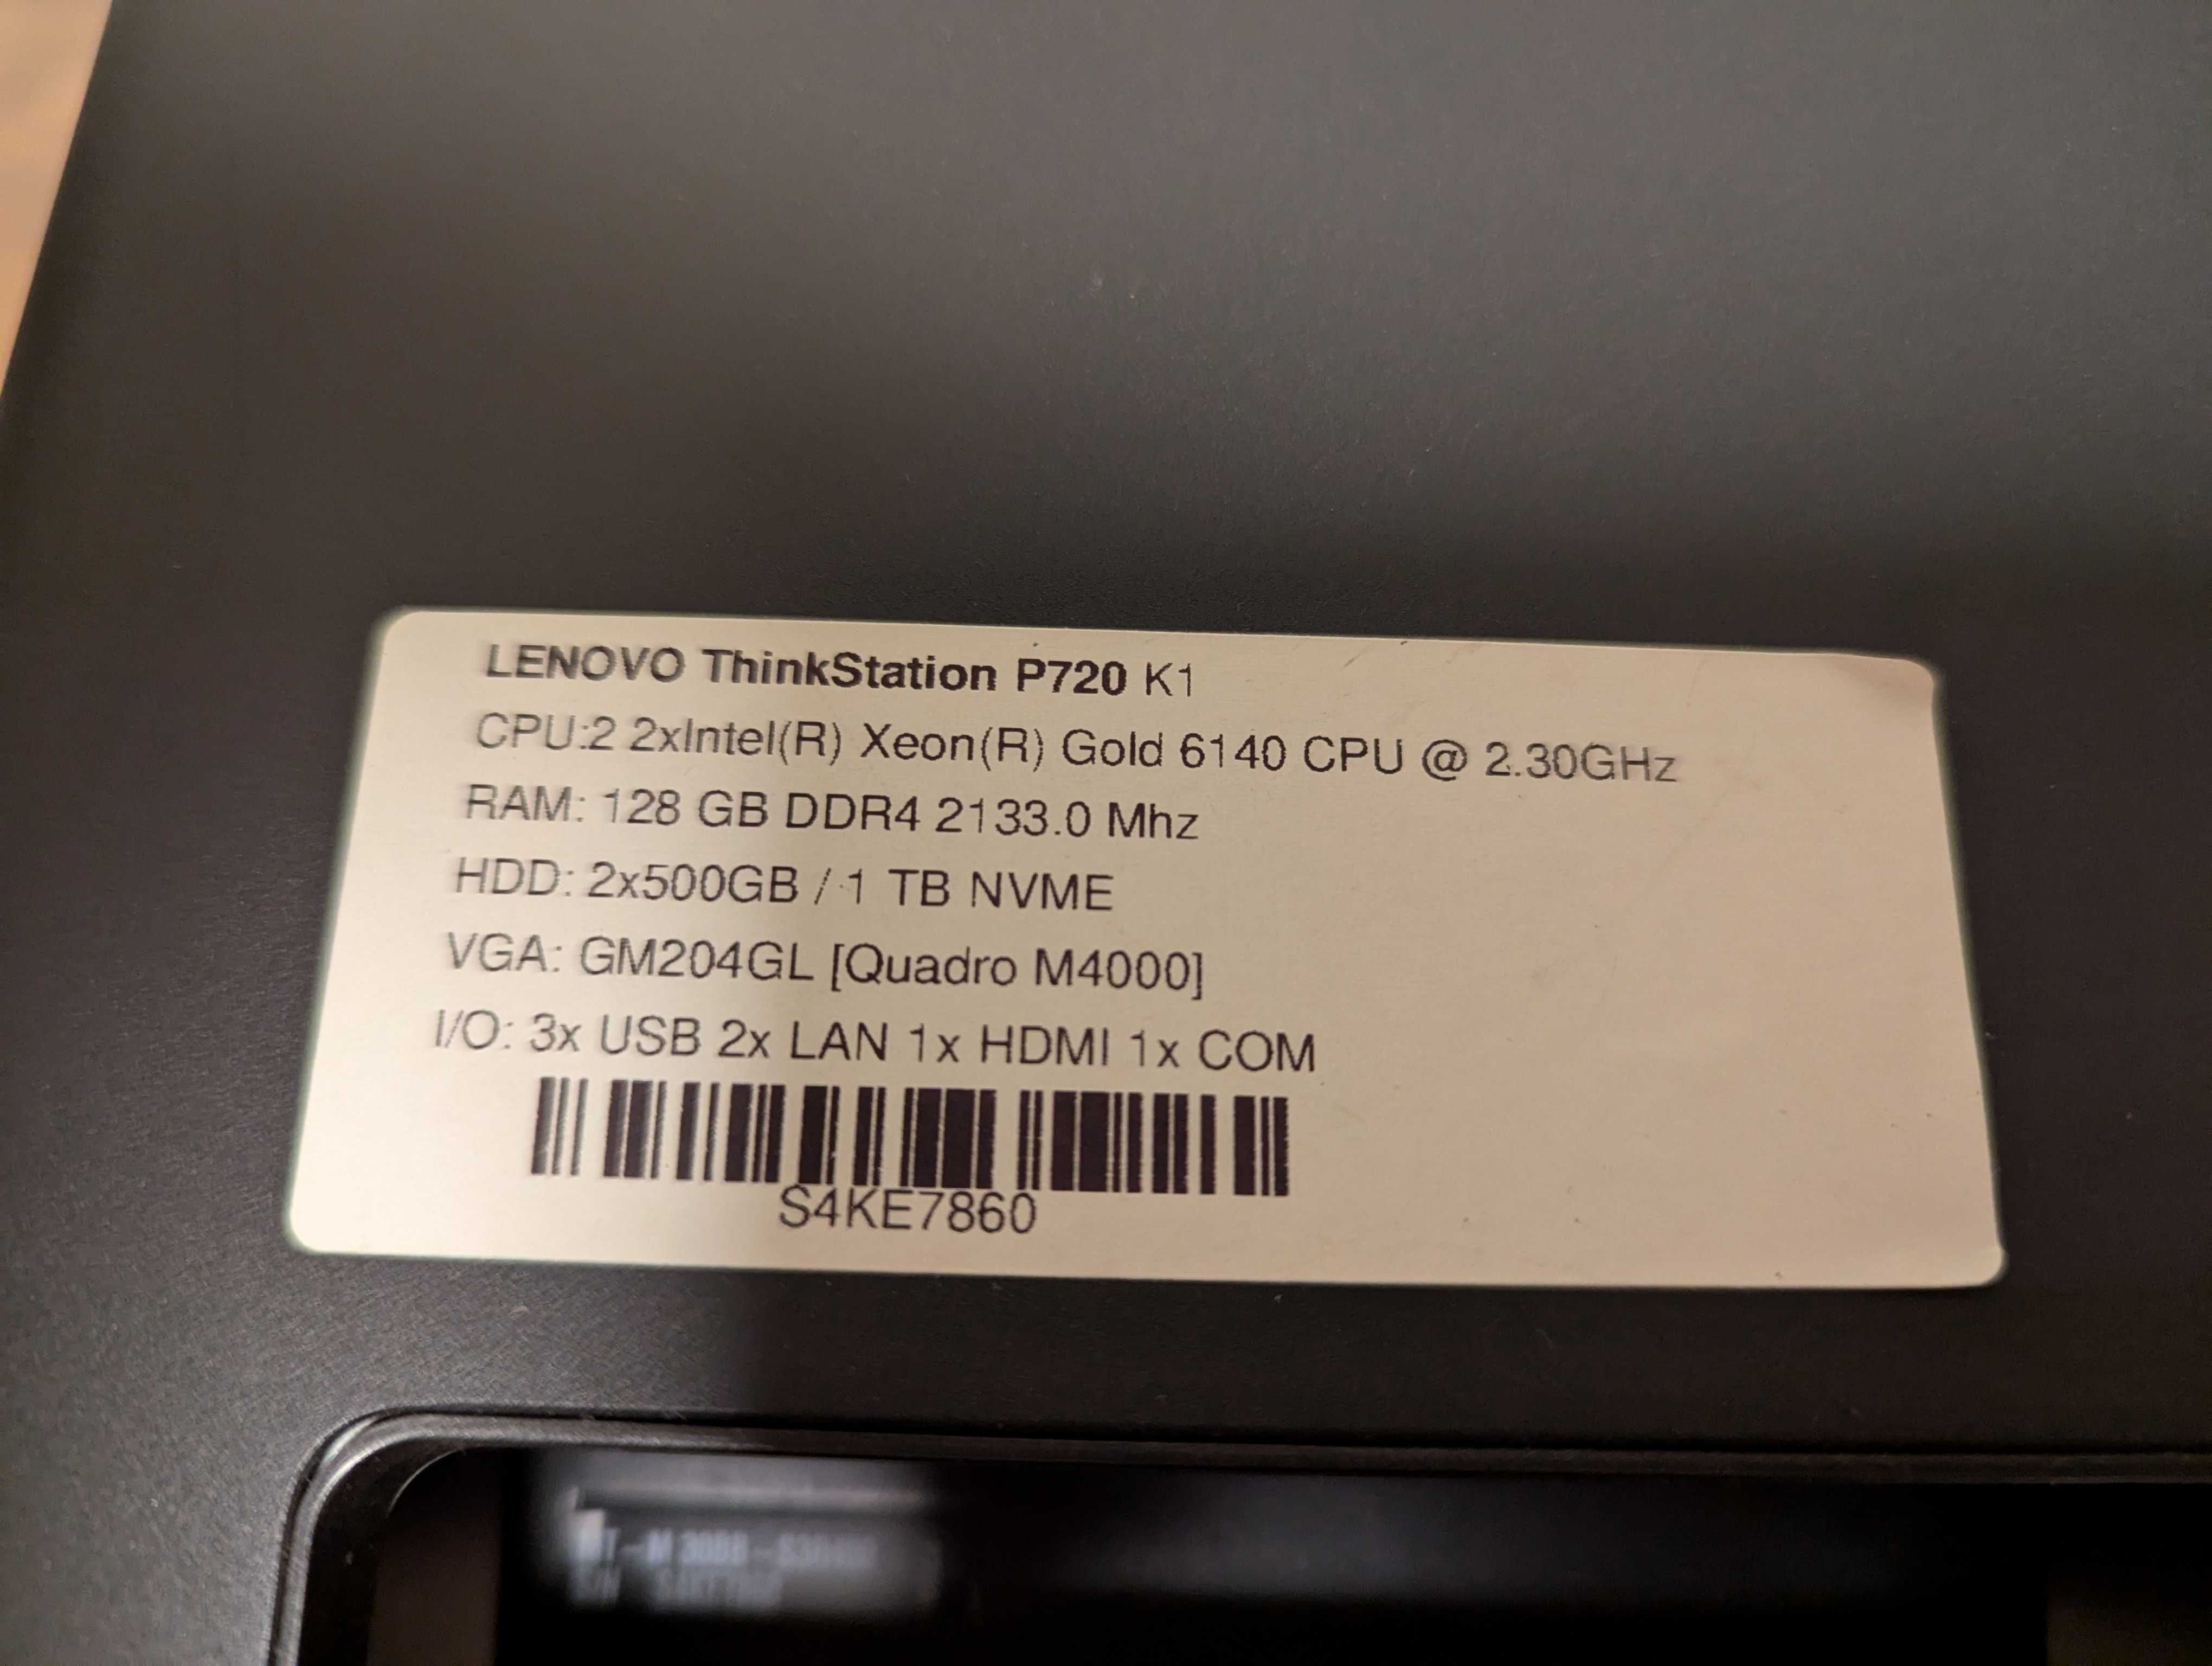 LENOVO ThinkStation P720 K1
CPU:2 2xIntel(R) Xeon(R) Gold 6140 CPU @ 2.30GHz
RAM: 128 GB DDR4 2133.0 Mhz
HDD: 2x500GB / 1 TB NVME
VGA: GM204GL [Quadro M4000]
I/O: 3x USB 2x LAN 1x HDMI 1x COM
S4KE7860